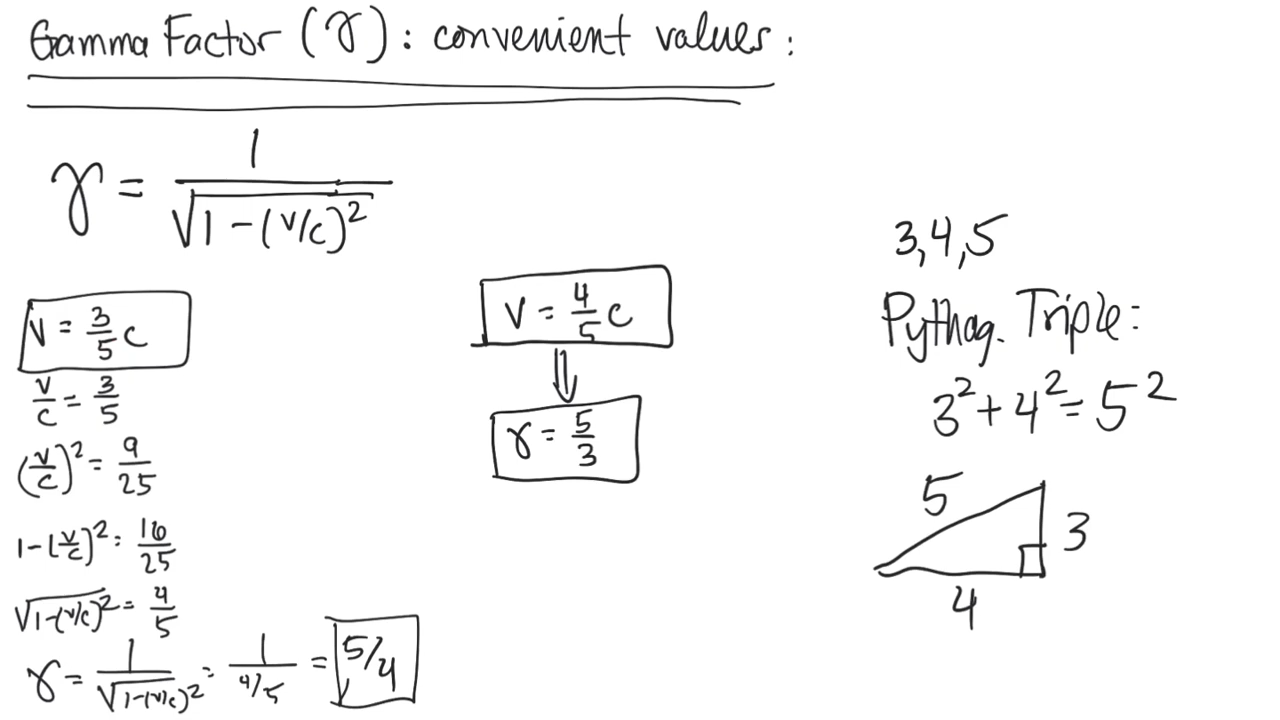 Gamma Factor (γ): convenient values:
γ = 1/√(1-(v/c)²)
v = 3/5 c
v/c = 3/5
(v/c)² = 9/25
1-(v/c)² = 16/25
√(1-(v/c)²) = 4/5
γ = 1/√(1-(v/c)²) = 1/(4/5) = 5/4
v = 4/5 c
⇓
γ = 5/3
3,4,5
Pythag. Triple:
3²+4²=5²
5
3
4